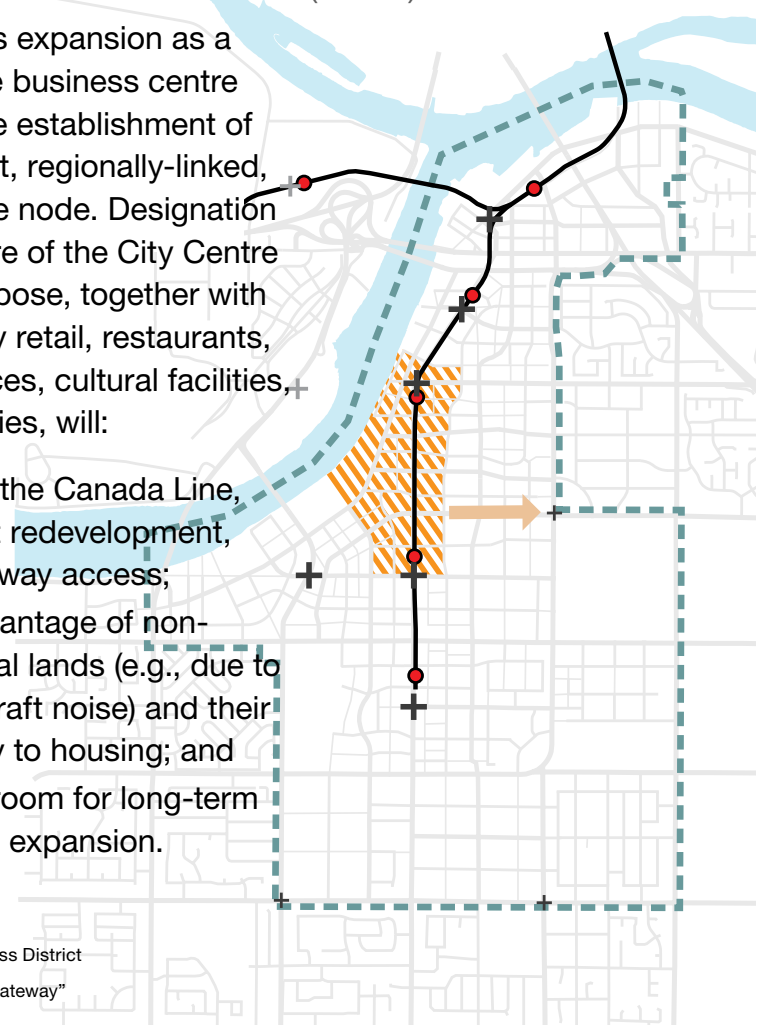 s expansion as a
e business centre
e establishment of
t, regionally-linked,
e node. Designation
re of the City Centre
oose, together with
y retail, restaurants,
ces, cultural facilities,
ies, will:
the Canada Line,
t redevelopment,
way access;
antage of non-
al lands (e.g., due to
raft noise) and their
y to housing; and
room for long-term
expansion.
ss District
ateway”